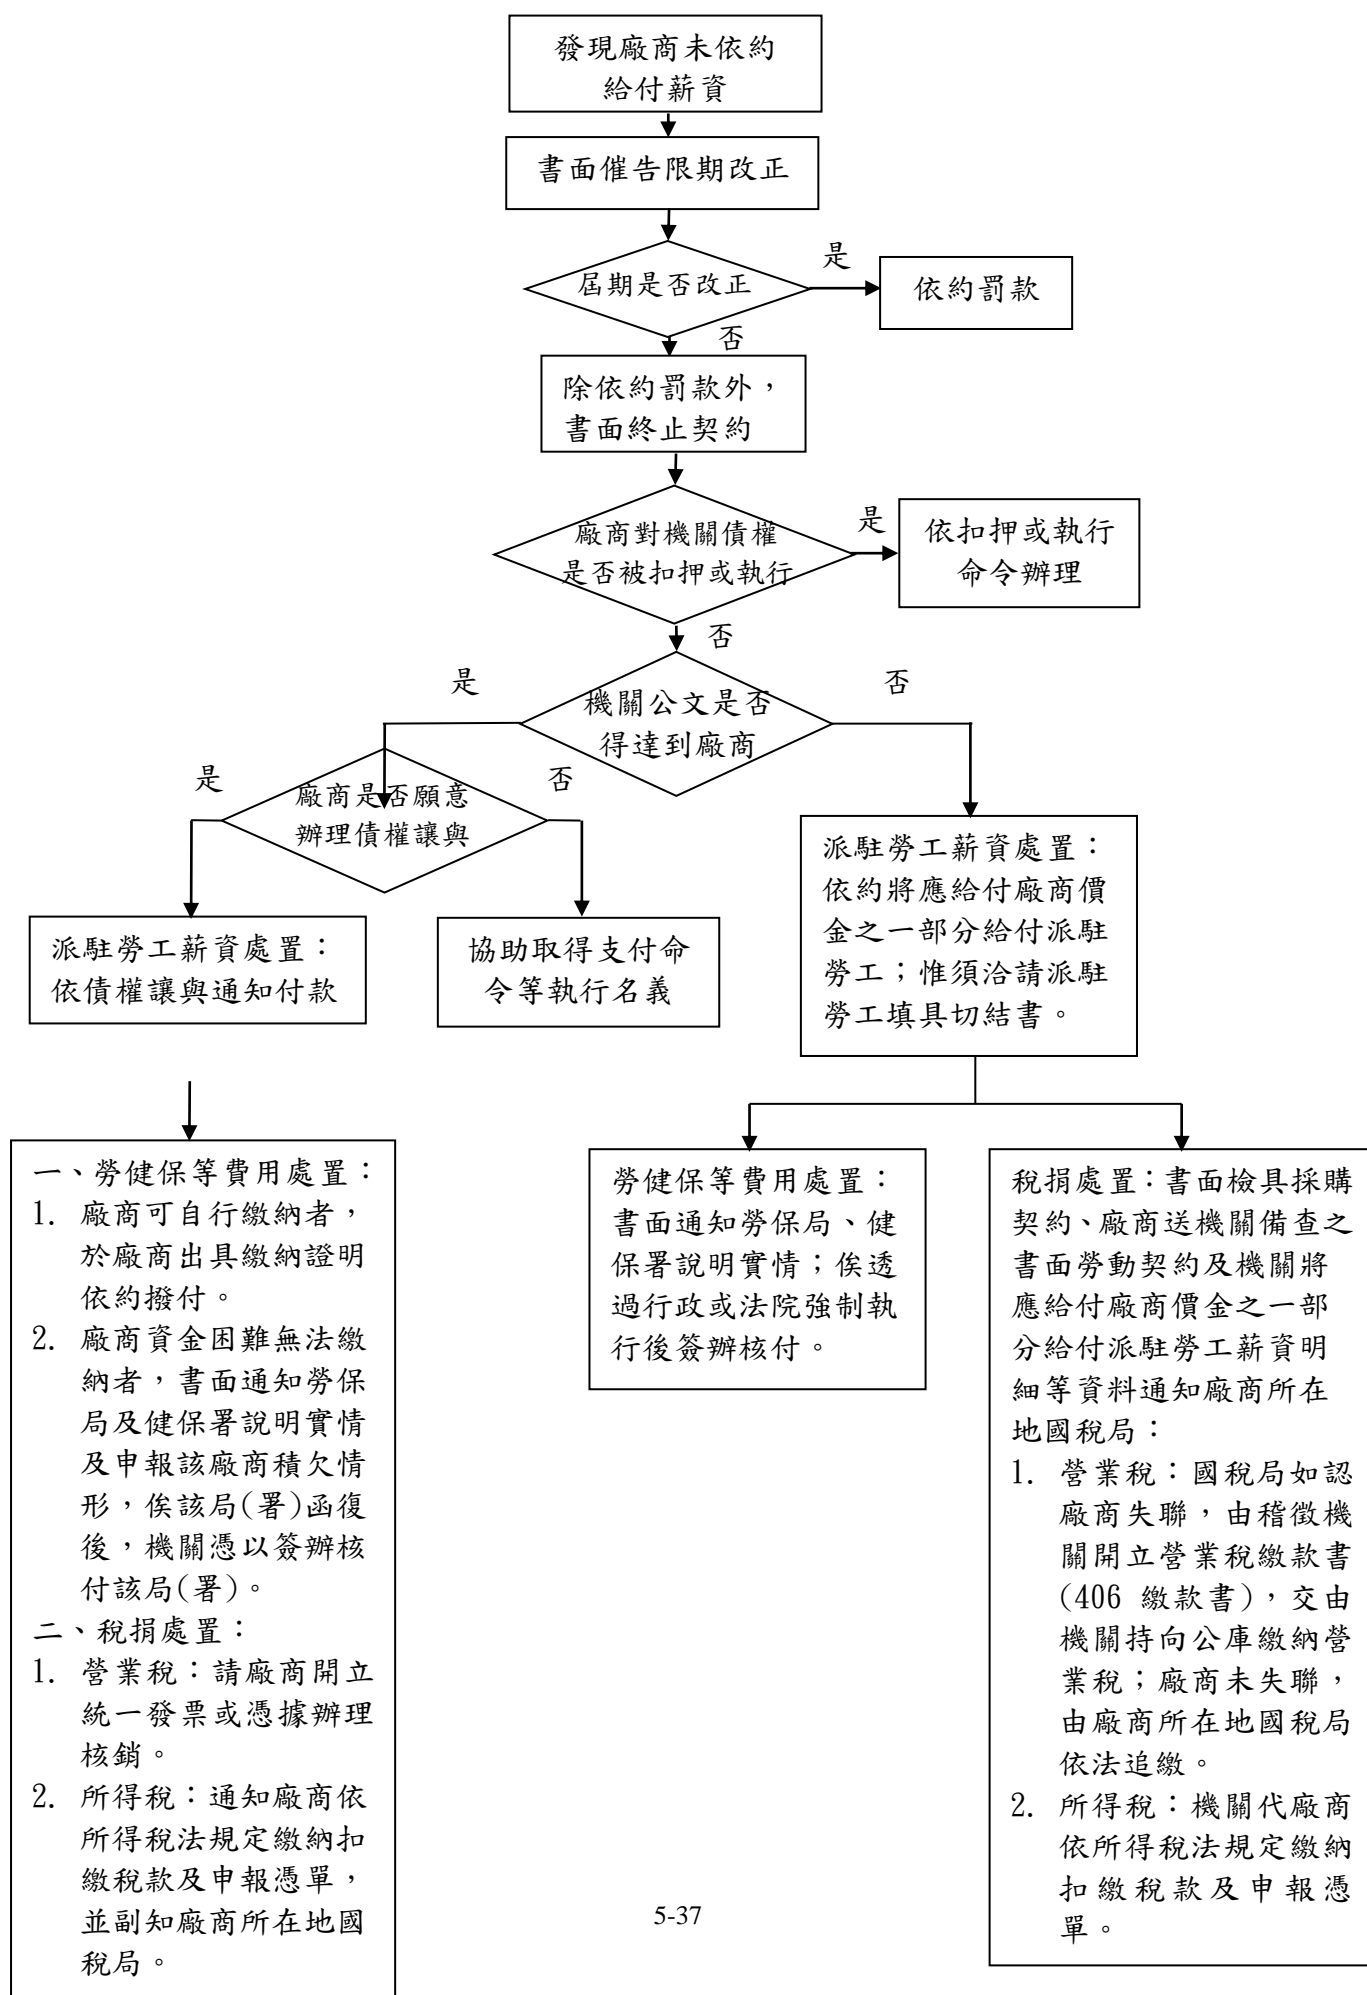 發現廠商未依約
給付薪資
書面催告限期改正
屆期是否改正
是
依約罰款
否
除依約罰款外，
書面終止契約
廠商對機關債權
是否被扣押或執行
是
依扣押或執行
命令辦理
否
機關公文是否
得達到廠商
是
否
廠商是否願意
辦理債權讓與
是
否
派駐勞工薪資處置：
依債權讓與通知付款
協助取得支付命
令等執行名義
派駐勞工薪資處置：
依約將應給付廠商價
金之一部分給付派駐
勞工；惟須洽請派駐
勞工填具切結書。
一、勞健保等費用處置：
1. 廠商可自行繳納者，
於廠商出具繳納證明
依約撥付。
2. 廠商資金困難無法繳
納者，書面通知勞保
局及健保署說明實情
及申報該廠商積欠情
形，俟該局(署)函復
後，機關憑以簽辦核
付該局(署)。
二、稅捐處置：
1. 營業稅：請廠商開立
統一發票或憑據辦理
核銷。
2. 所得稅：通知廠商依
所得稅法規定繳納扣
繳稅款及申報憑單，
並副知廠商所在地國
稅局。
勞健保等費用處置：
書面通知勞保局、健
保署說明實情；俟透
過行政或法院強制執
行後簽辦核付。
稅捐處置：書面檢具採購
契約、廠商送機關備查之
書面勞動契約及機關將
應給付廠商價金之一部
分給付派駐勞工薪資明
細等資料通知廠商所在
地國稅局：
1. 營業稅：國稅局如認
廠商失聯，由稽徵機
關開立營業稅繳款書
(406 繳款書)，交由
機關持向公庫繳納營
業稅；廠商未失聯，
由廠商所在地國稅局
依法追繳。
2. 所得稅：機關代廠商
依所得稅法規定繳納
扣繳稅款及申報憑
單。
5-37